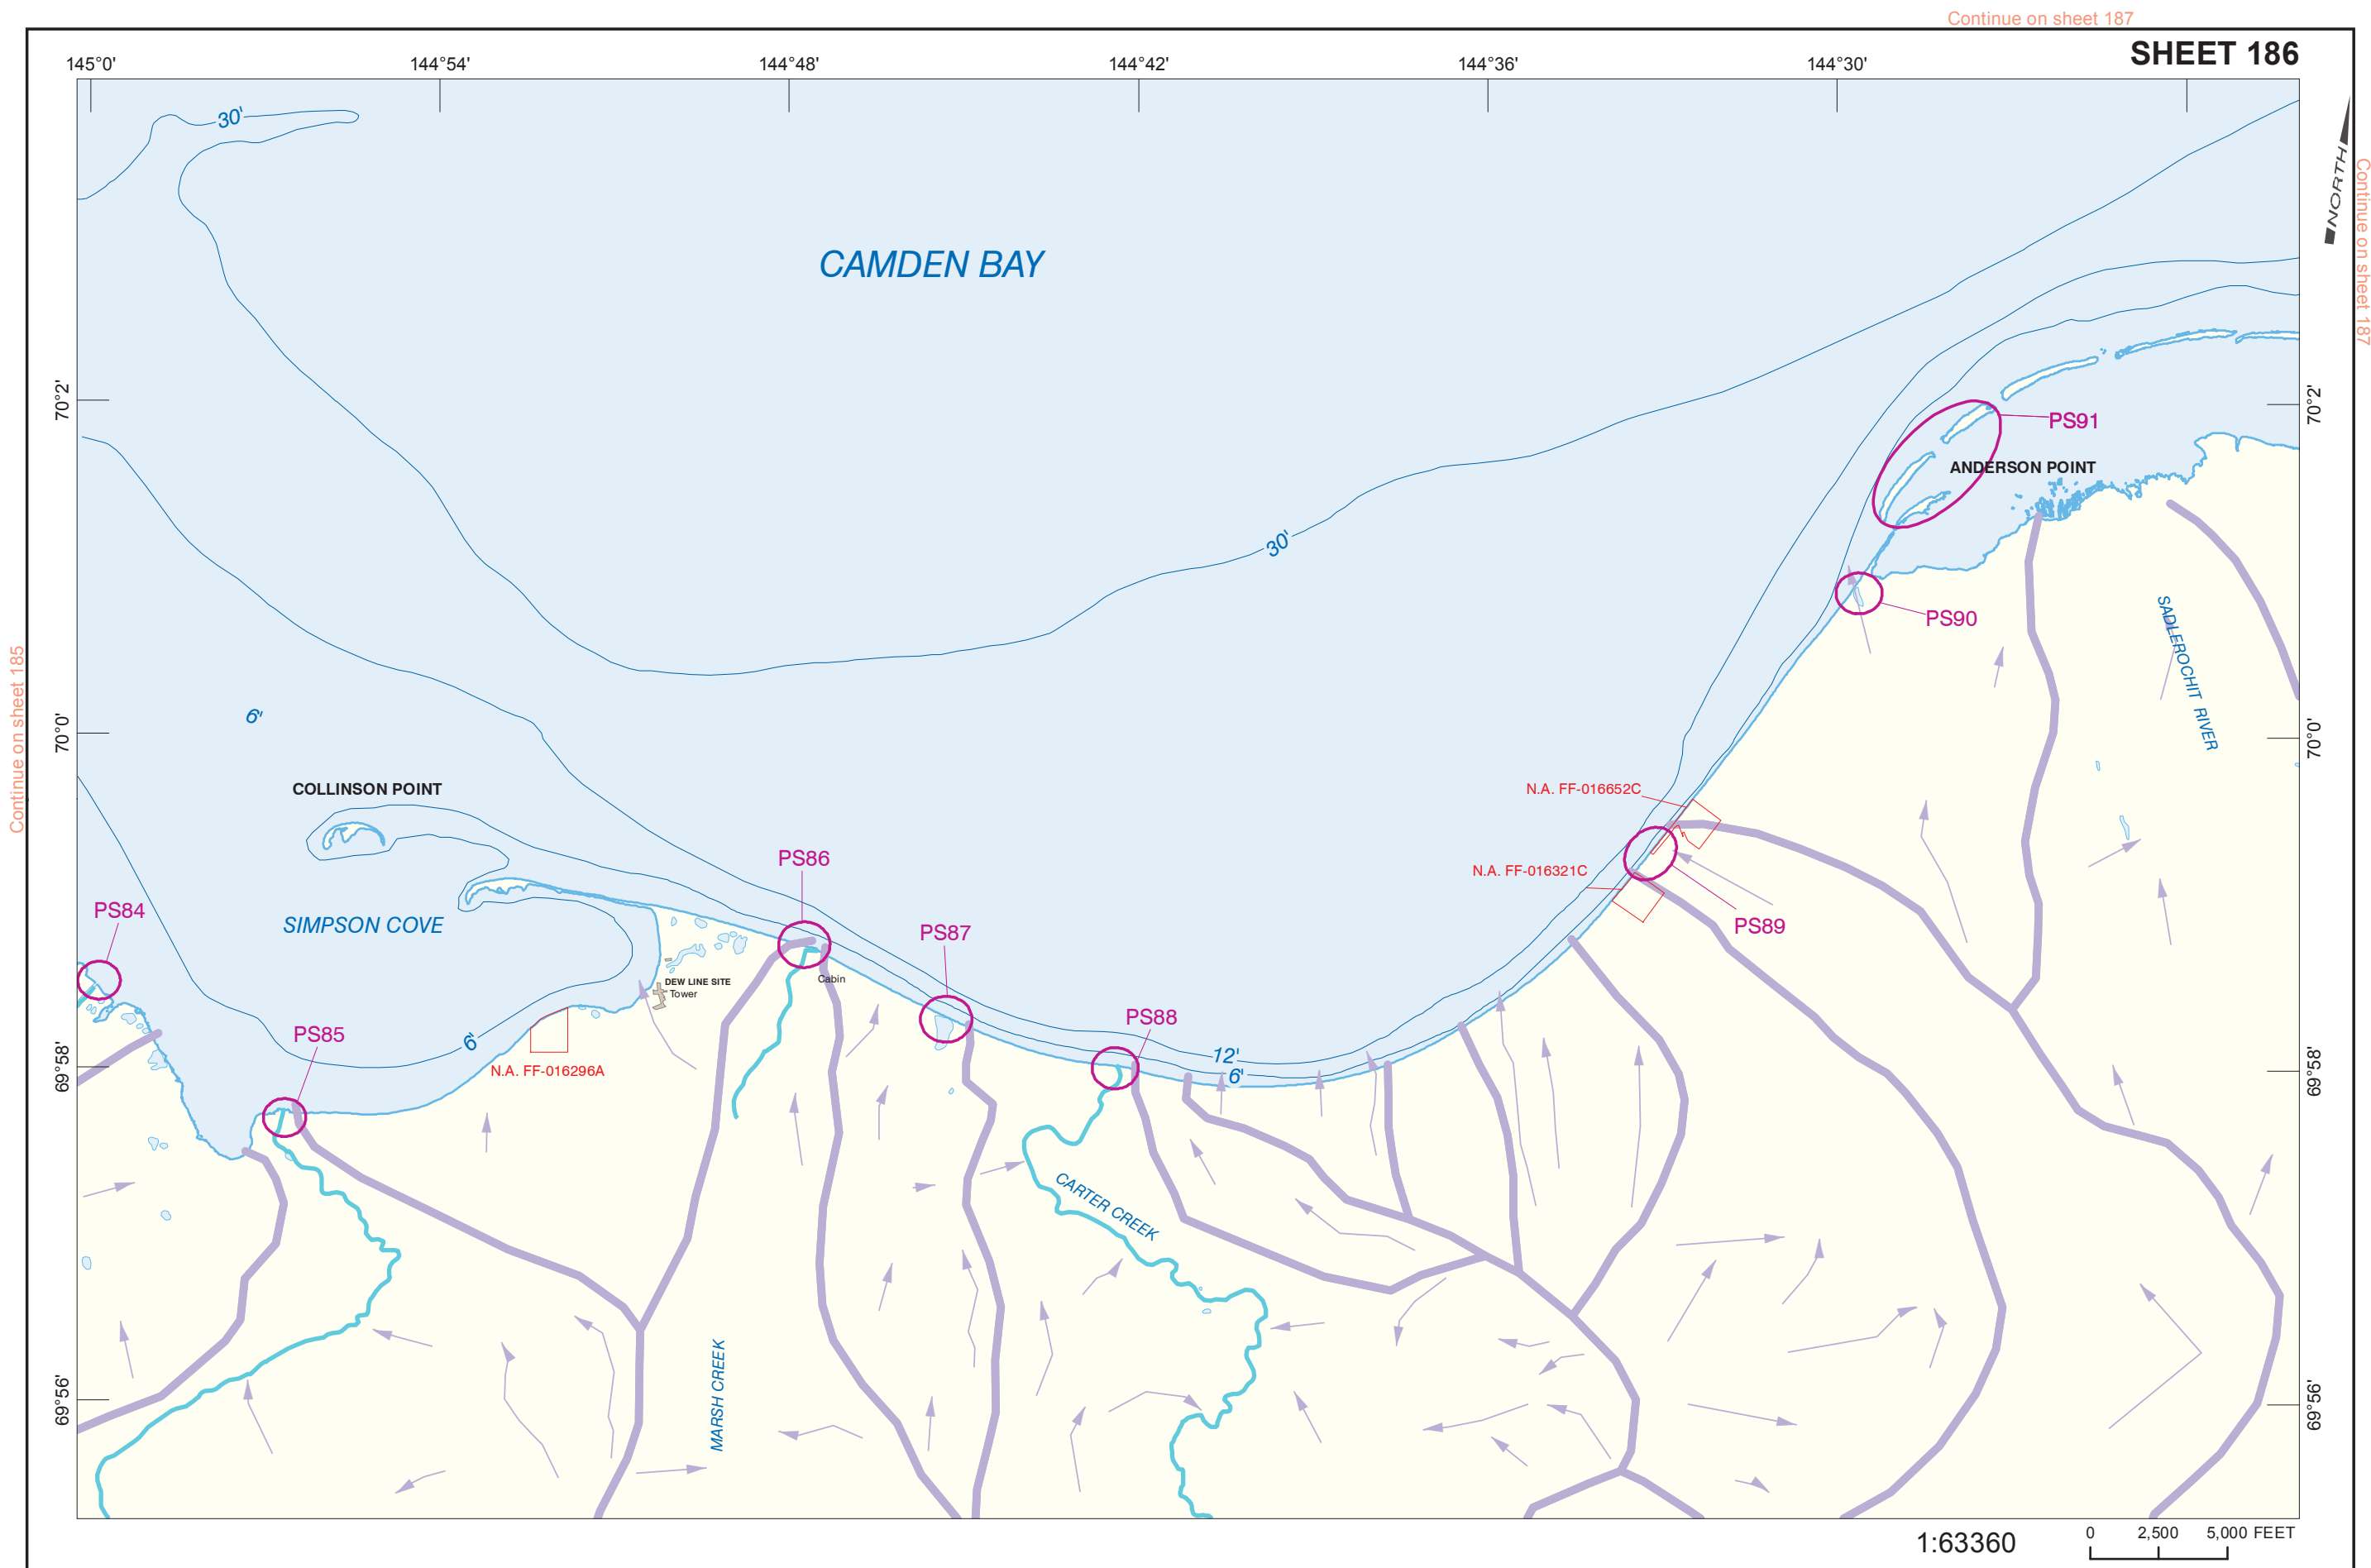 Continue on sheet 187
SHEET 186
145°0'
144°54'
144°48'
144°42'
144°36'
144°30'
30'
NORTH
Continue on sheet 187
CAMDEN BAY
70°2'
70°2'
PS91
ANDERSON POINT
30'
PS90
SADLEROCHIT RIVER
Continue on sheet 185
6'
70°0'
70°0'
COLLINSON POINT
N.A. FF-016652C
PS86
N.A. FF-016321C
PS84
SIMPSON COVE
PS87
PS89
DEW LINE SITE
Tower
Cabin
PS85
6'
PS88
12'
6'
69°58'
69°58'
N.A. FF-016296A
CARTER CREEK
MARSH CREEK
69°56'
69°56'
1:63360
0 2,500 5,000 FEET